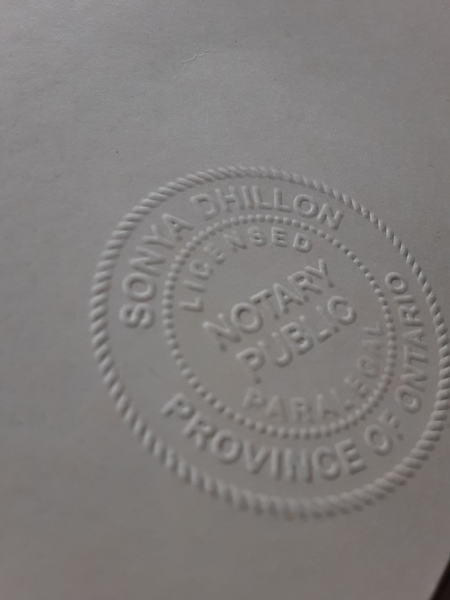 SONYA DHILLON
LICENSED
NOTARY
PUBLIC
PARALEGAL
PROVINCE OF ONTARIO